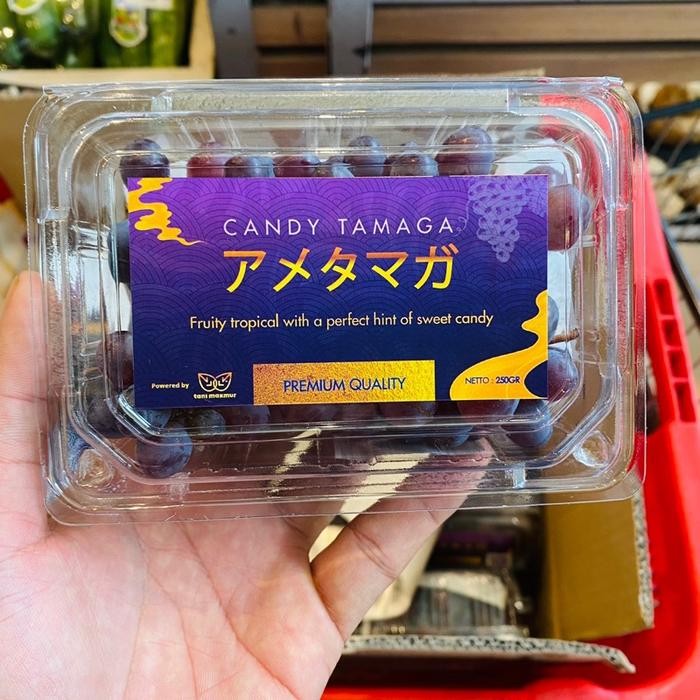 CANDY TAMAGA
アメタマガ
Fruity tropical with a perfect hint of sweet candy
Powered by
tani makmur
PREMIUM QUALITY
NETTO : 250GR